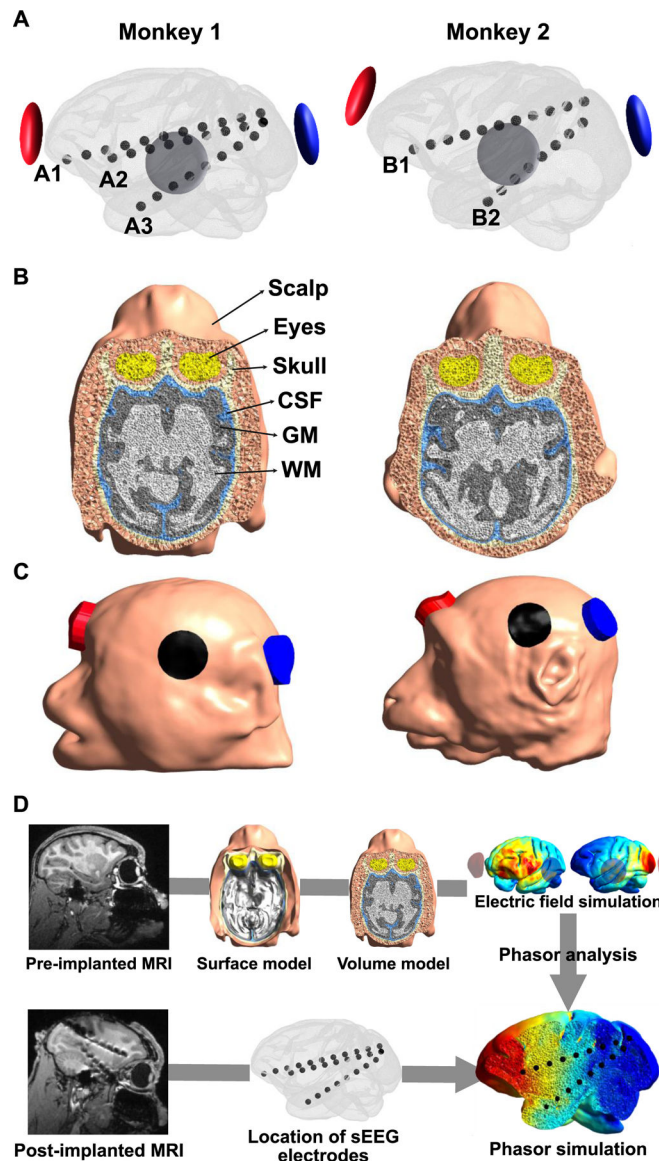 A
Monkey 1
Monkey 2
A1
A2
A3
B1
B2
B
Scalp
Eyes
Skull
CSF
GM
WM
C
D
Pre-implanted MRI
Surface model
Volume model
Electric field simulation
Phasor analysis
Post-implanted MRI
Location of sEEG
electrodes
Phasor simulation